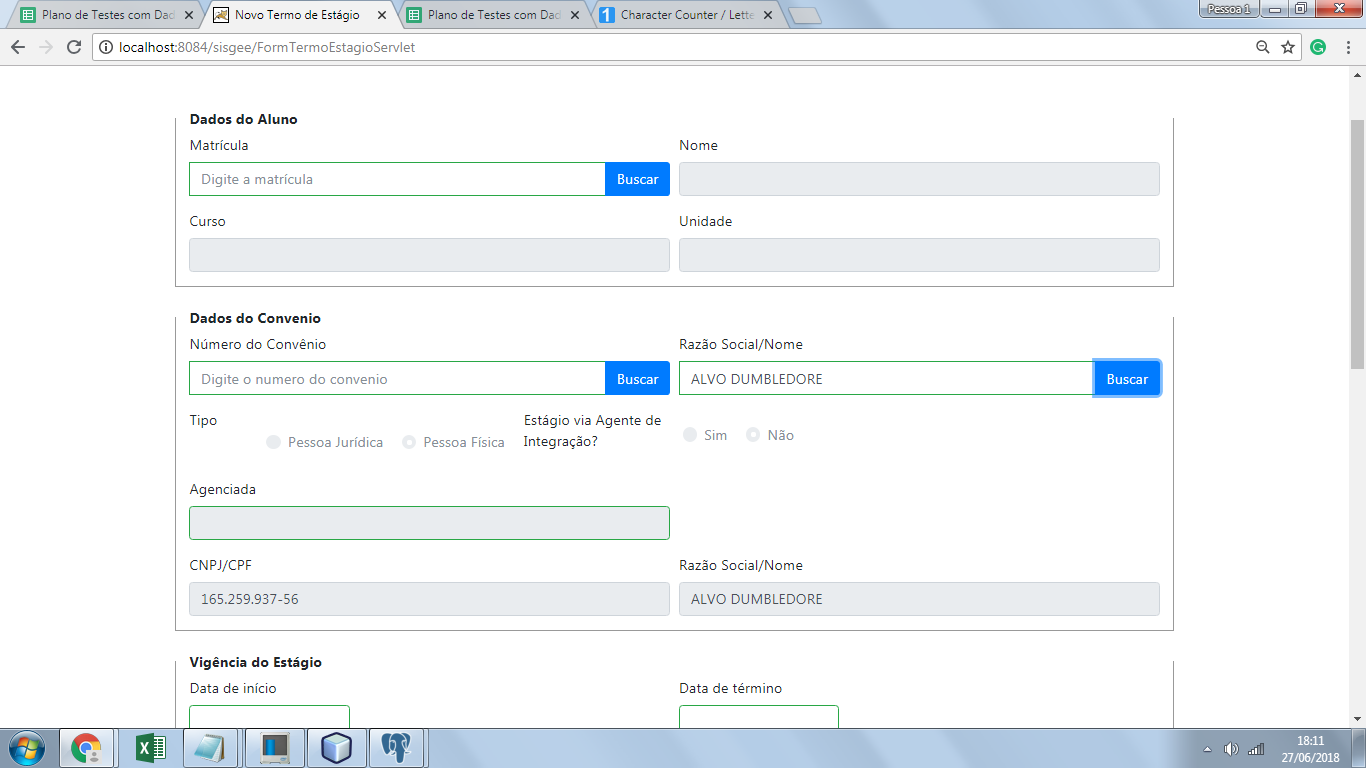 Plano de Testes com Dad
Novo Termo de Estágio
Plano de Testes com Dad
Character Counter / Lette
Pessoa 1
localhost:8084/sisgee/FormTermoEstagioServlet
Dados do Aluno
Matrícula
Nome
Digite a matrícula
Buscar
Curso
Unidade
Dados do Convenio
Número do Convênio
Razão Social/Nome
Digite o numero do convenio
Buscar
ALVO DUMBLEDORE
Buscar
Tipo
Pessoa Jurídica
Pessoa Física
Estágio via Agente de
Integração?
Sim
Não
Agenciada
CNPJ/CPF
Razão Social/Nome
165.259.937-56
ALVO DUMBLEDORE
Vigência do Estágio
Data de início
Data de término
18:11
27/06/2018